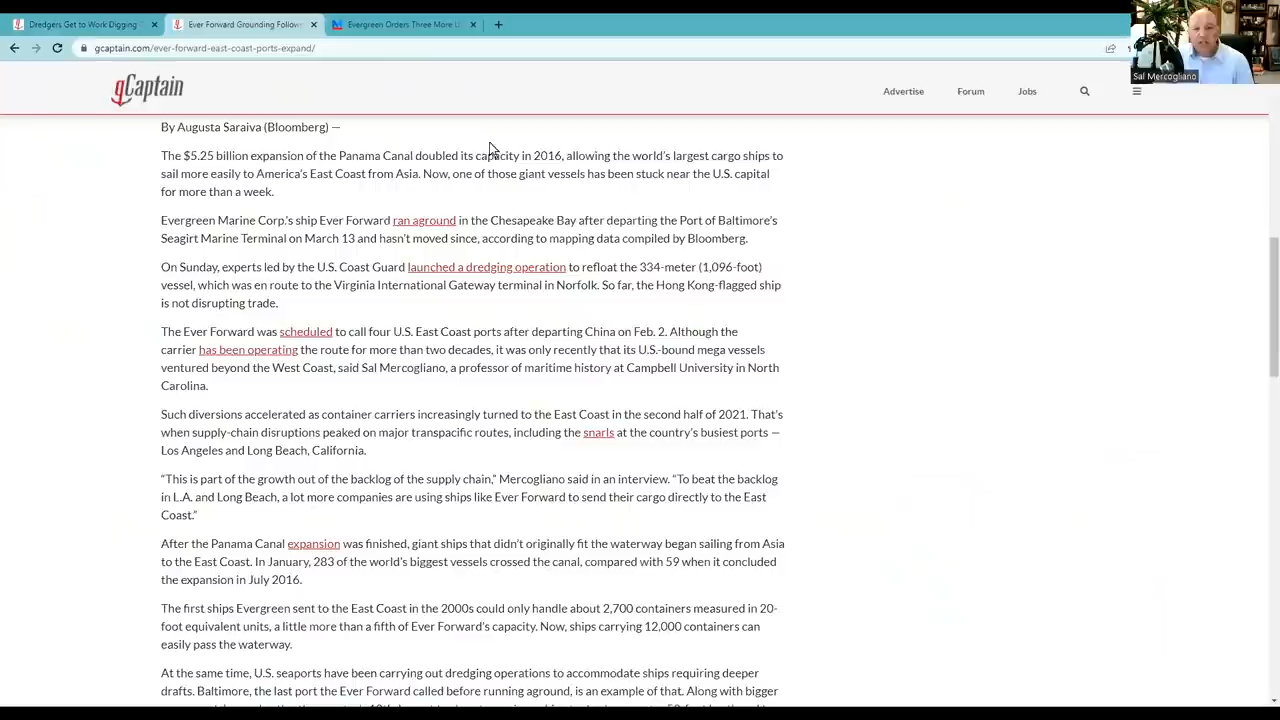 Dredgers Get to Work Digging
Ever Forward Grounding Follow
Evergreen Orders Three More U
gcaptain.com/ever-forward-east-coast-ports-expand/
Sal Mercogliano
gCaptain
Advertise
Forum
Jobs
By Augusta Saraiva (Bloomberg) —
The $5.25 billion expansion of the Panama Canal doubled its capacity in 2016, allowing the world's largest cargo ships to
sail more easily to America's East Coast from Asia. Now, one of those giant vessels has been stuck near the U.S. capital
for more than a week.
Evergreen Marine Corp.'s ship Ever Forward ran aground in the Chesapeake Bay after departing the Port of Baltimore's
Seagirt Marine Terminal on March 13 and hasn't moved since, according to mapping data compiled by Bloomberg.
On Sunday, experts led by the U.S. Coast Guard launched a dredging operation to refloat the 334-meter (1,096-foot)
vessel, which was en route to the Virginia International Gateway terminal in Norfolk. So far, the Hong Kong-flagged ship
is not disrupting trade.
The Ever Forward was scheduled to call four U.S. East Coast ports after departing China on Feb. 2. Although the
carrier has been operating the route for more than two decades, it was only recently that its U.S.-bound mega vessels
ventured beyond the West Coast, said Sal Mercogliano, a professor of maritime history at Campbell University in North
Carolina.
Such diversions accelerated as container carriers increasingly turned to the East Coast in the second half of 2021. That's
when supply-chain disruptions peaked on major transpacific routes, including the snarls at the country's busiest ports —
Los Angeles and Long Beach, California.
“This is part of the growth out of the backlog of the supply chain,” Mercogliano said in an interview. “To beat the backlog
in L.A. and Long Beach, a lot more companies are using ships like Ever Forward to send their cargo directly to the East
Coast.”
After the Panama Canal expansion was finished, giant ships that didn't originally fit the waterway began sailing from Asia
to the East Coast. In January, 283 of the world's biggest vessels crossed the canal, compared with 59 when it concluded
the expansion in July 2016.
The first ships Evergreen sent to the East Coast in the 2000s could only handle about 2,700 containers measured in 20-
foot equivalent units, a little more than a fifth of Ever Forward's capacity. Now, ships carrying 12,000 containers can
easily pass the waterway.
At the same time, U.S. seaports have been carrying out dredging operations to accommodate ships requiring deeper
drafts. Baltimore, the last port the Ever Forward called before running aground, is an example of that. Along with bigger